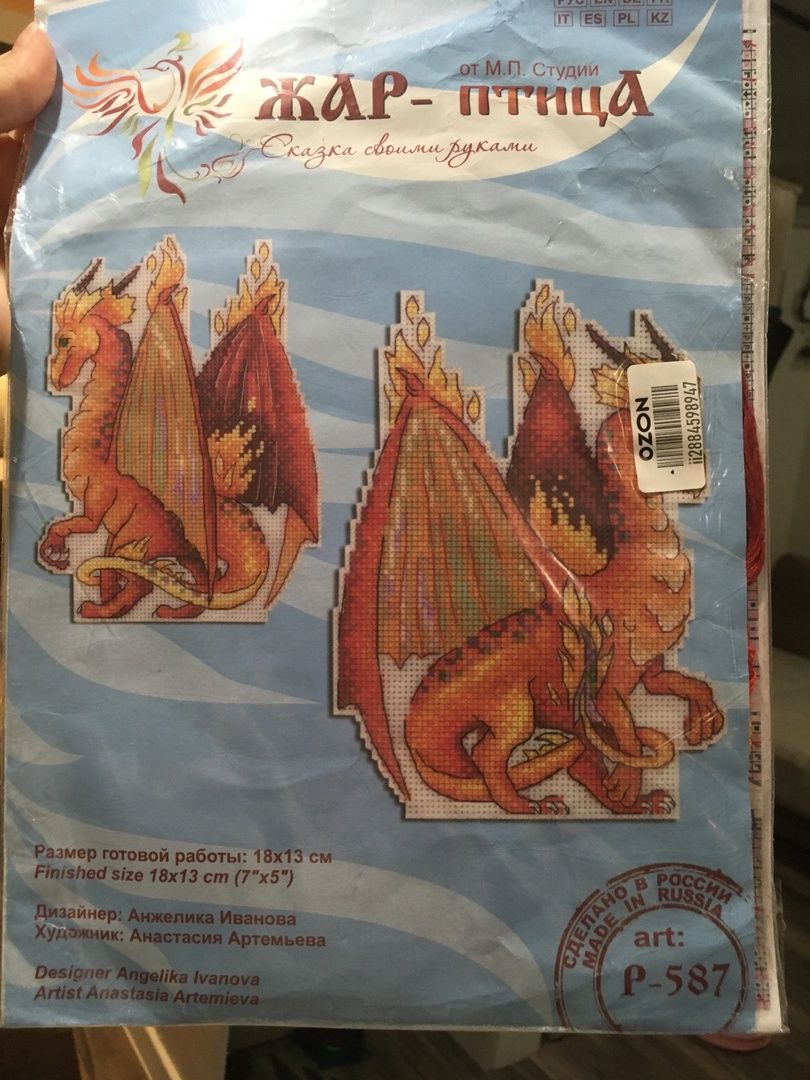 РУС EN DE FR
IT ES PL KZ
от М.П. Студии
ЖАР-ПТИЦА
Сказка своими руками
OZON
ii2884598947
Размер готовой работы: 18х13 см
Finished size 18x13 cm (7"x5")
Дизайнер: Анжелика Иванова
Художник: Анастасия Артемьева
Designer Angelika Ivanova
Artist Anastasia Artemieva
СДЕЛАНО В РОССИИ
MADE IN RUSSIA
art:
Р-587